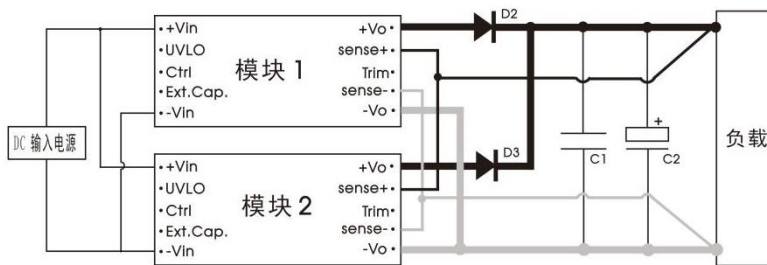 DC 输入电源
+Vin
UVLO
Ctrl
Ext.Cap.
-Vin
模块1
+Vo
sense+
Trim
sense-
-Vo
+Vin
UVLO
Ctrl
Ext.Cap.
-Vin
模块2
+Vo
sense+
Trim
sense-
-Vo
D2
D3
C1
+
C2
负载